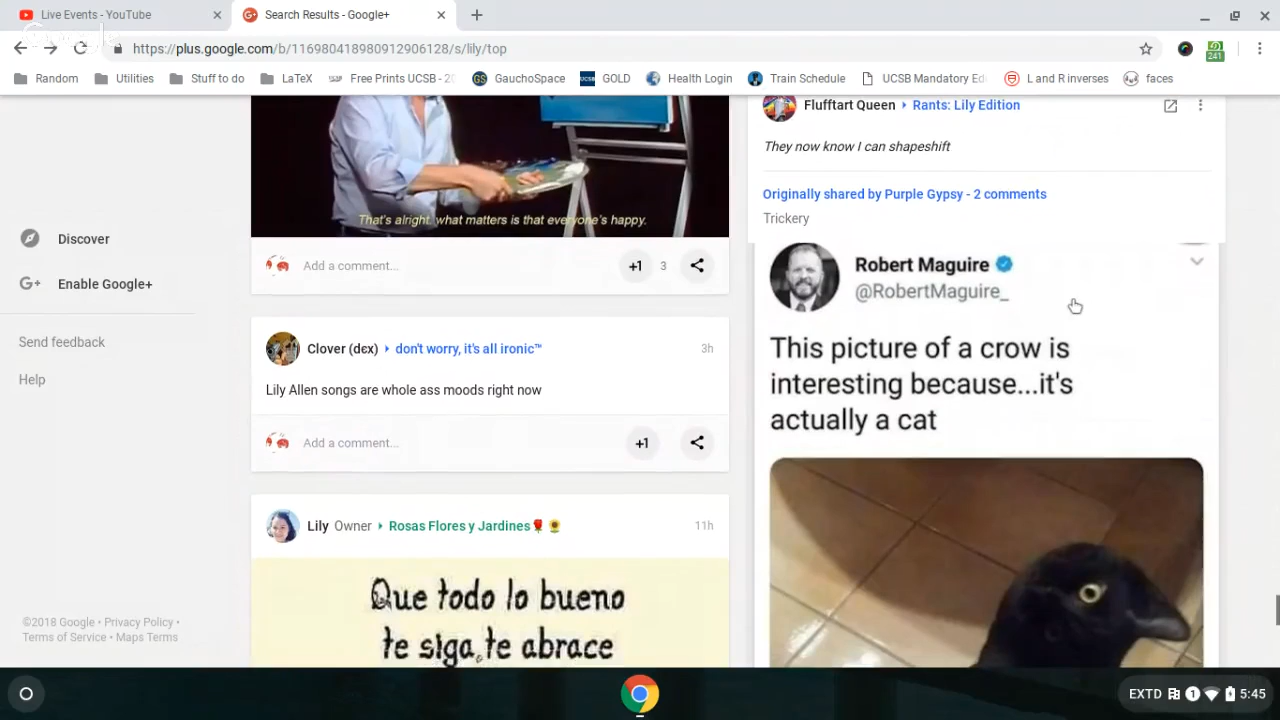 Live Events - YouTube
Search Results - Google+
https://plus.google.com/b/116980418980912906128/s/lily/top
241
Random
Utilities
Stuff to do
LaTeX
Free Prints UCSB - 20
GS
GauchoSpace
UCSB
GOLD
Health Login
Train Schedule
UCSB Mandatory Ed
L and R inverses
faces
Discover
G+ Enable Google+
Send feedback
Help
©2018 Google • Privacy Policy •
Terms of Service • Maps Terms
That's alright, what matters is that everyone's happy.
Add a comment...
+1
3
Clover (dɛx) don't worry, it's all ironic™
3h
Lily Allen songs are whole ass moods right now
Add a comment...
+1
Lily Owner Rosas Flores y Jardines🌹🌻
11h
Que todo lo bueno
te siga, te abrace
Flufftart Queen Rants: Lily Edition
They now know I can shapeshift
Originally shared by Purple Gypsy - 2 comments
Trickery
Robert Maguire
@RobertMaguire_
This picture of a crow is
interesting because...it's
actually a cat
EXTD
1
5:45